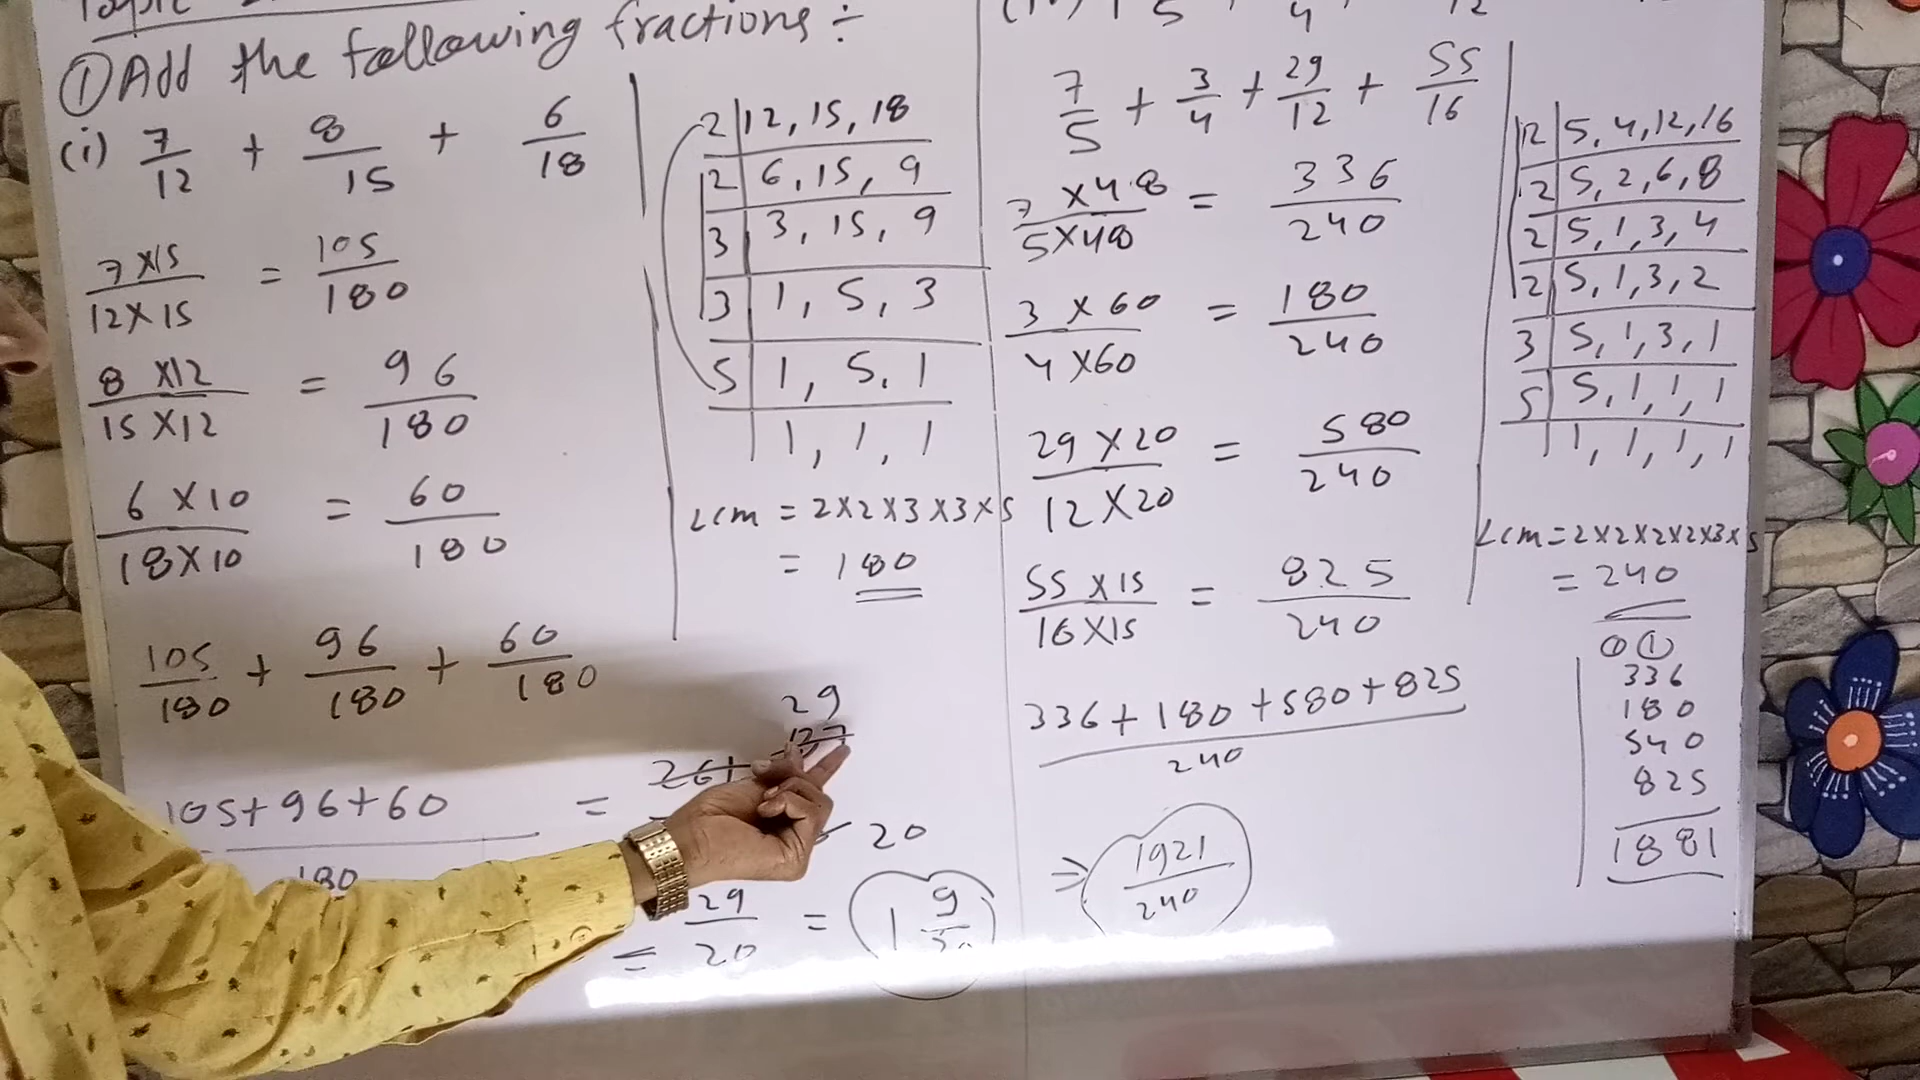 Topic
① Add the following fractions ÷
(i) 7/12 + 8/15 + 6/18
7×15/12×15 = 105/180
8×12/15×12 = 96/180
6×10/18×10 = 60/180
105/180 + 96/180 + 60/180
105+96+60/180 = 261
29
20
= 29/20 = 1 9/20
2|12, 15, 18
2|6, 15, 9
3|3, 15, 9
3|1, 5, 3
5|1, 5, 1
|1, 1, 1
Lcm = 2×2×3×3×5
= 180
5 4 12
7/5 + 3/4 + 29/12 + 55/16
7×48/5×48 = 336/240
3×60/4×60 = 180/240
29×20/12×20 = 580/240
55×15/16×15 = 825/240
336+180+580+825/240
⇒ 1921/240
2|5, 4, 12, 16
2|5, 2, 6, 8
2|5, 1, 3, 4
2|5, 1, 3, 2
3|5, 1, 3, 1
5|5, 1, 1, 1
|1, 1, 1, 1
Lcm = 2×2×2×2×3×5
= 240
① ①
336
180
540
825
1881